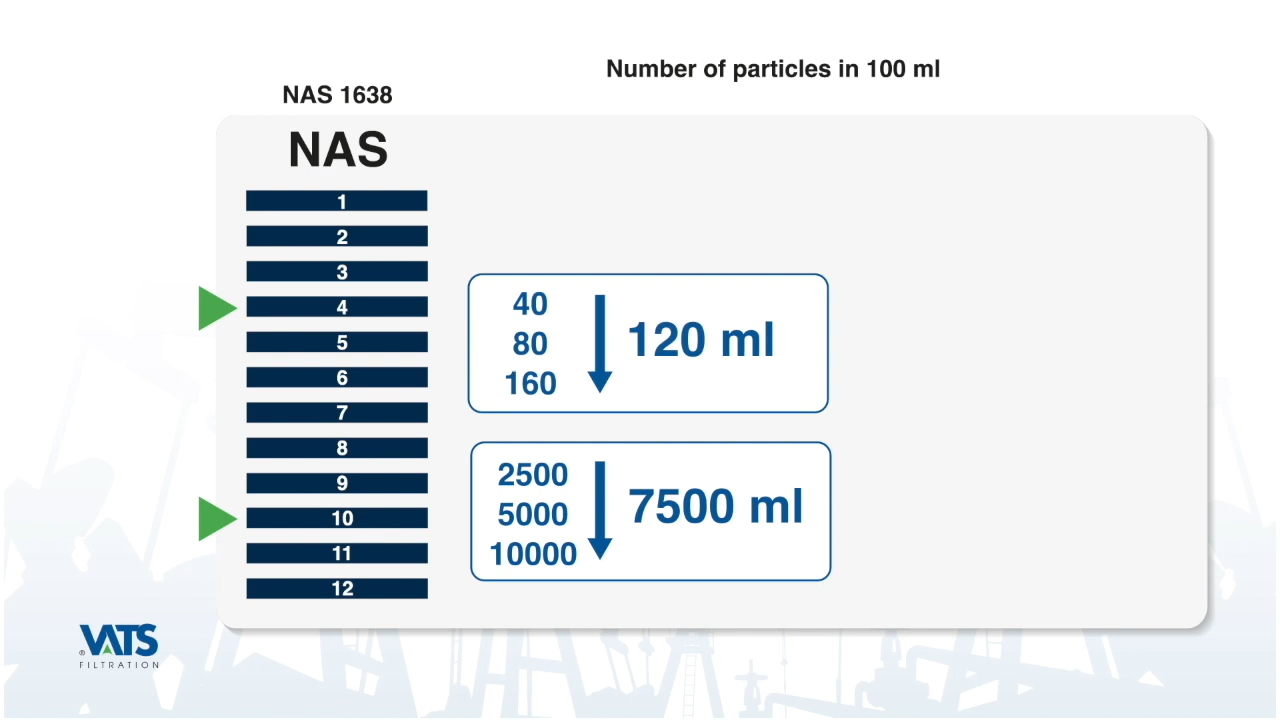 Number of particles in 100 ml
NAS 1638
NAS
1
2
3
4
5
6
7
8
9
10
11
12
40
80
160
120 ml
2500
5000
10000
7500 ml
® VATS
FILTRATION